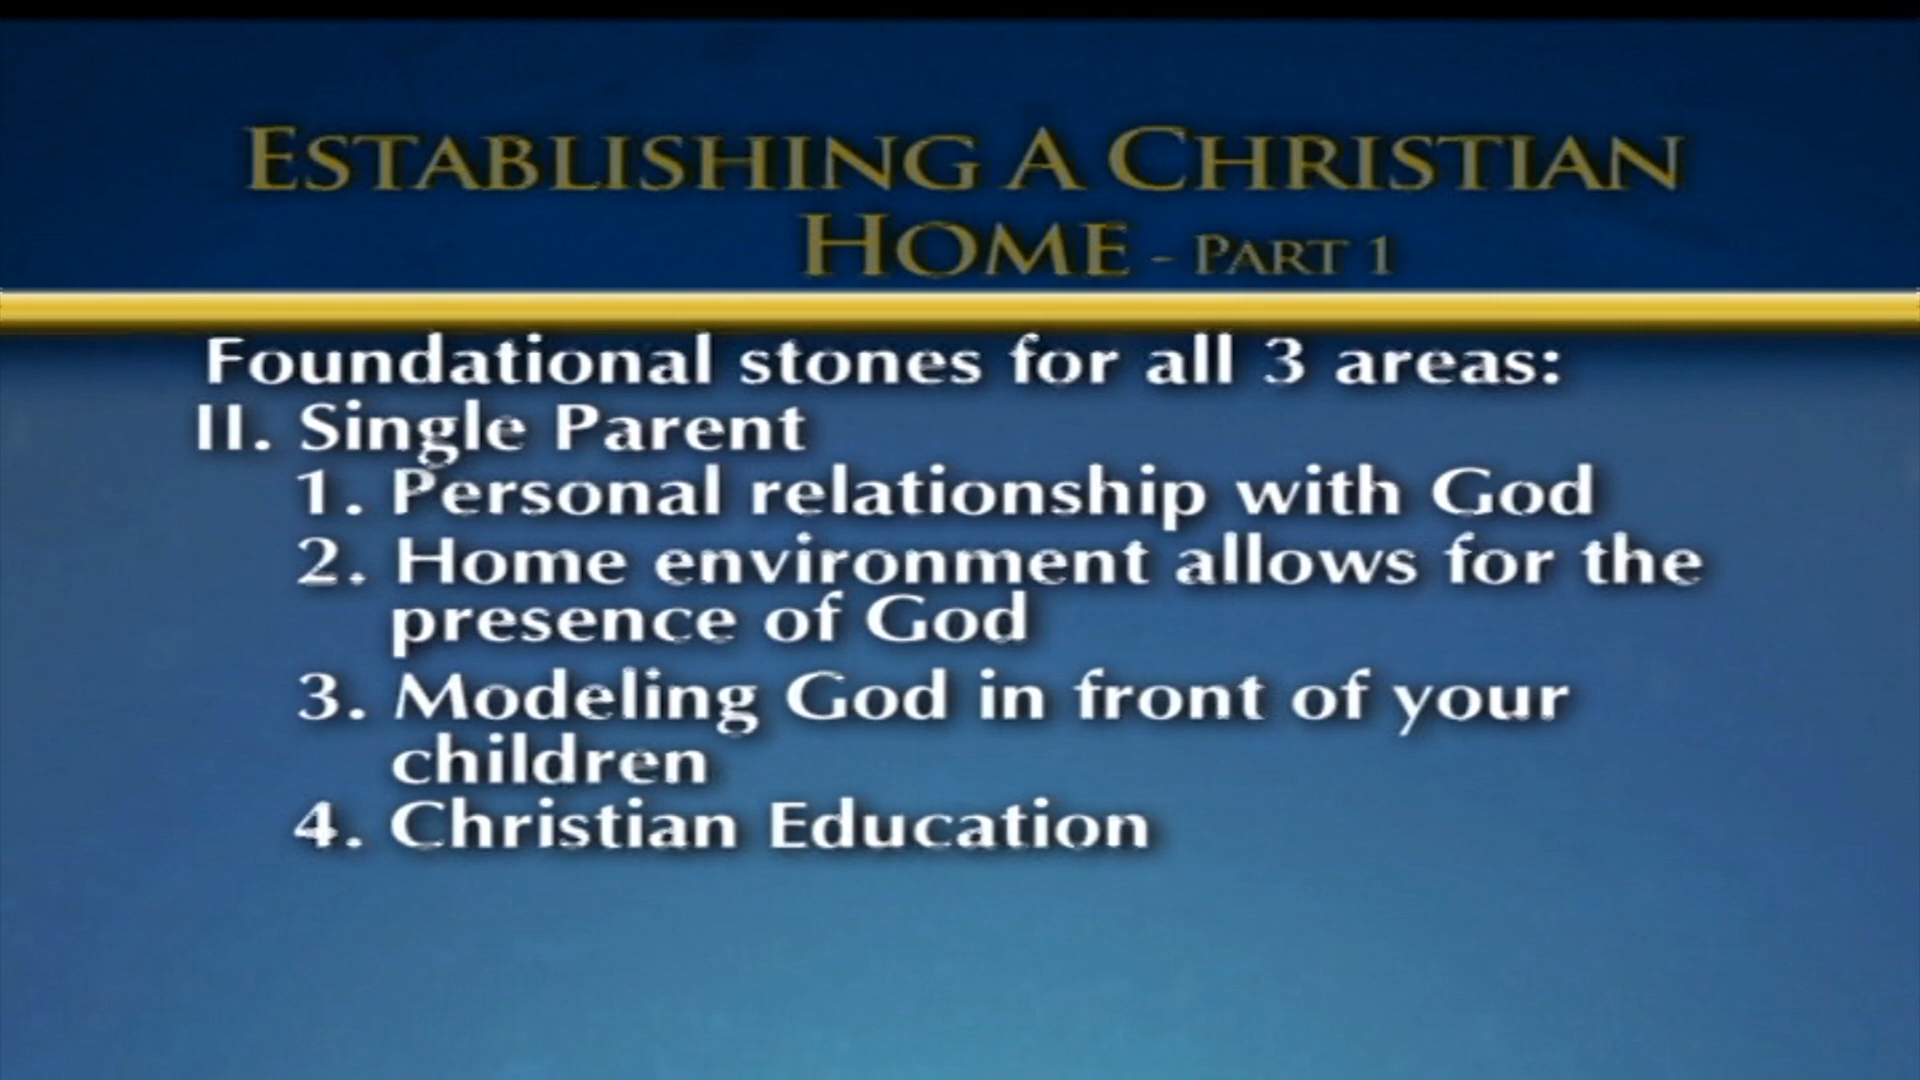 ESTABLISHING A CHRISTIAN
HOME - PART 1
Foundational stones for all 3 areas:
II. Single Parent
1. Personal relationship with God
2. Home environment allows for the
presence of God
3. Modeling God in front of your
children
4. Christian Education